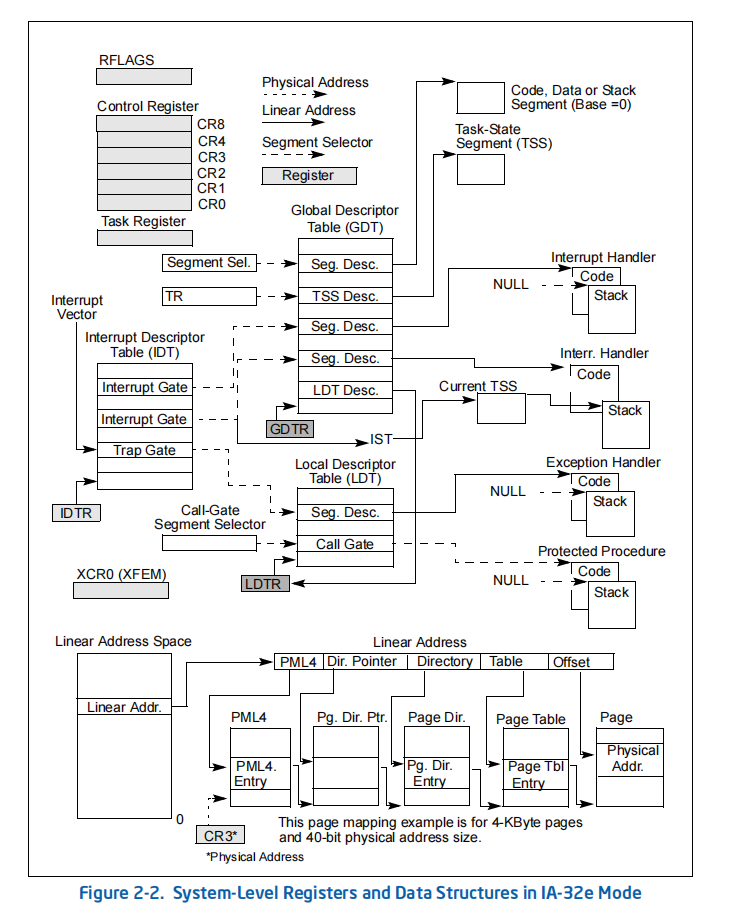 RFLAGS
Control Register
CR8
CR4
CR3
CR2
CR1
CR0
Task Register
Physical Address
Linear Address
Segment Selector
Register
Code, Data or Stack
Segment (Base =0)
Task-State
Segment (TSS)
Global Descriptor
Table (GDT)
Segment Sel.
Seg. Desc.
TR
TSS Desc.
Seg. Desc.
Seg. Desc.
LDT Desc.
GDTR
Interrupt Handler
Code
NULL
Stack
Interrupt
Vector
Interrupt Descriptor
Table (IDT)
Interrupt Gate
Interrupt Gate
Trap Gate
IDTR
Interr. Handler
Code
Current TSS
Stack
IST
Local Descriptor
Table (LDT)
Seg. Desc.
Call Gate
LDTR
Call-Gate
Segment Selector
Exception Handler
Code
NULL
Stack
Protected Procedure
Code
NULL
Stack
XCR0 (XFEM)
Linear Address Space
Linear Addr.
0
Linear Address
PML4
Dir. Pointer
Directory
Table
Offset
PML4
Pg. Dir. Ptr.
Page Dir.
Page Table
Page
PML4.
Entry
Pg. Dir.
Entry
Page Tbl
Entry
Physical
Addr.
CR3*
*Physical Address
This page mapping example is for 4-KByte pages
and 40-bit physical address size.
Figure 2-2. System-Level Registers and Data Structures in IA-32e Mode